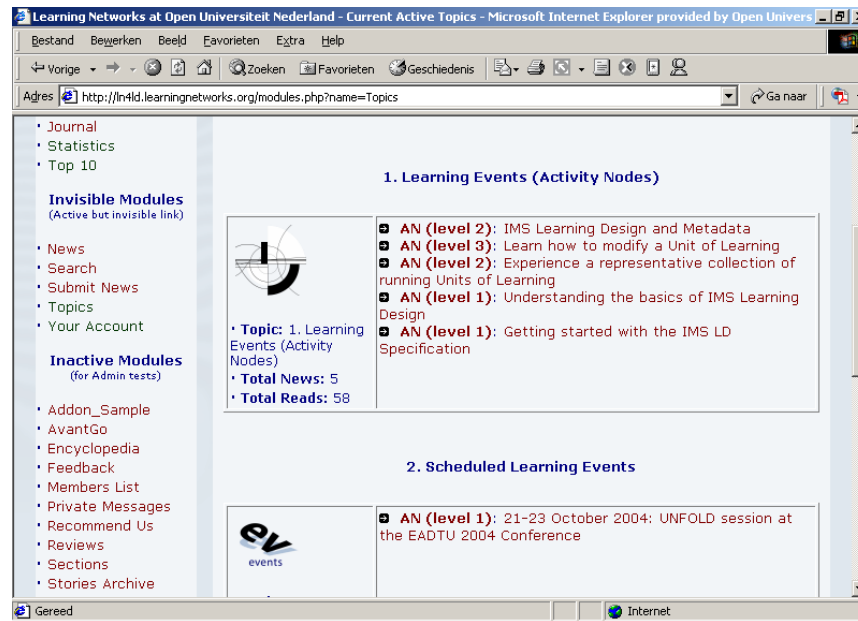 Learning Networks at Open Universiteit Nederland - Current Active Topics - Microsoft Internet Explorer provided by Open Univers
Bestand Bewerken Beeld Favorieten Extra Help
Vorige Zoeken Favorieten Geschiedenis
Adres http://ln4ld.learningnetworks.org/modules.php?name=Topics Ga naar
· Journal
· Statistics
· Top 10
Invisible Modules
(Active but invisible link)
· News
· Search
· Submit News
· Topics
· Your Account
Inactive Modules
(for Admin tests)
· Addon_Sample
· AvantGo
· Encyclopedia
· Feedback
· Members List
· Private Messages
· Recommend Us
· Reviews
· Sections
· Stories Archive
1. Learning Events (Activity Nodes)
· Topic: 1. Learning
Events (Activity
Nodes)
· Total News: 5
· Total Reads: 58
AN (level 2): IMS Learning Design and Metadata
AN (level 3): Learn how to modify a Unit of Learning
AN (level 2): Experience a representative collection of
running Units of Learning
AN (level 1): Understanding the basics of IMS Learning
Design
AN (level 1): Getting started with the IMS LD
Specification
2. Scheduled Learning Events
ev
events
AN (level 1): 21-23 October 2004: UNFOLD session at
the EADTU 2004 Conference
Gereed Internet